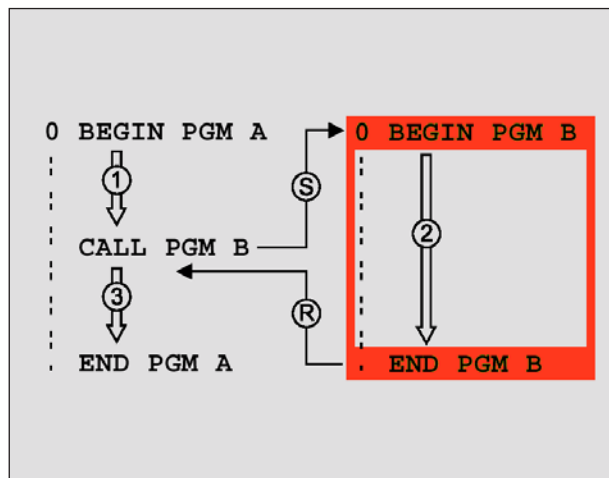 0 BEGIN PGM A
0 BEGIN PGM B
1
S
2
CALL PGM B
3
R
END PGM A
END PGM B